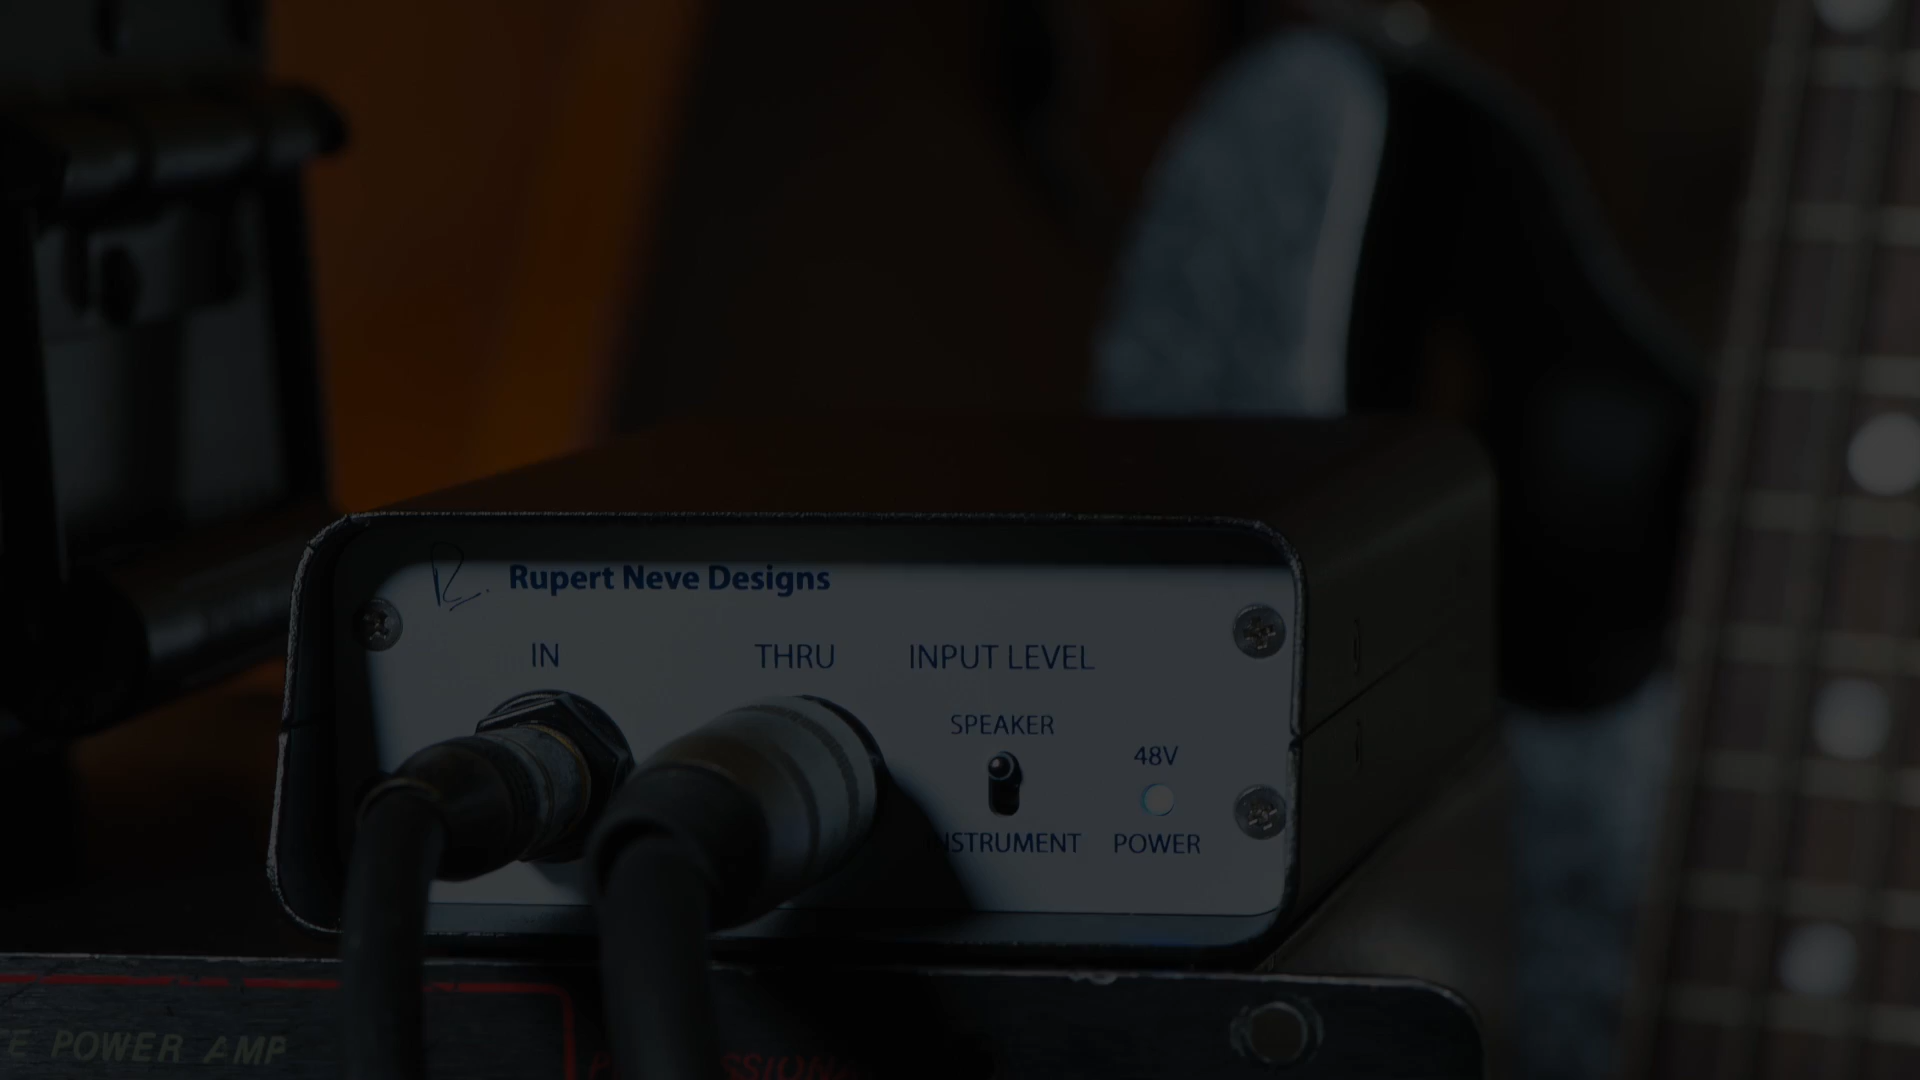 Rupert Neve Designs
IN THRU INPUT LEVEL
SPEAKER
48V
INSTRUMENT POWER
POWER AMP